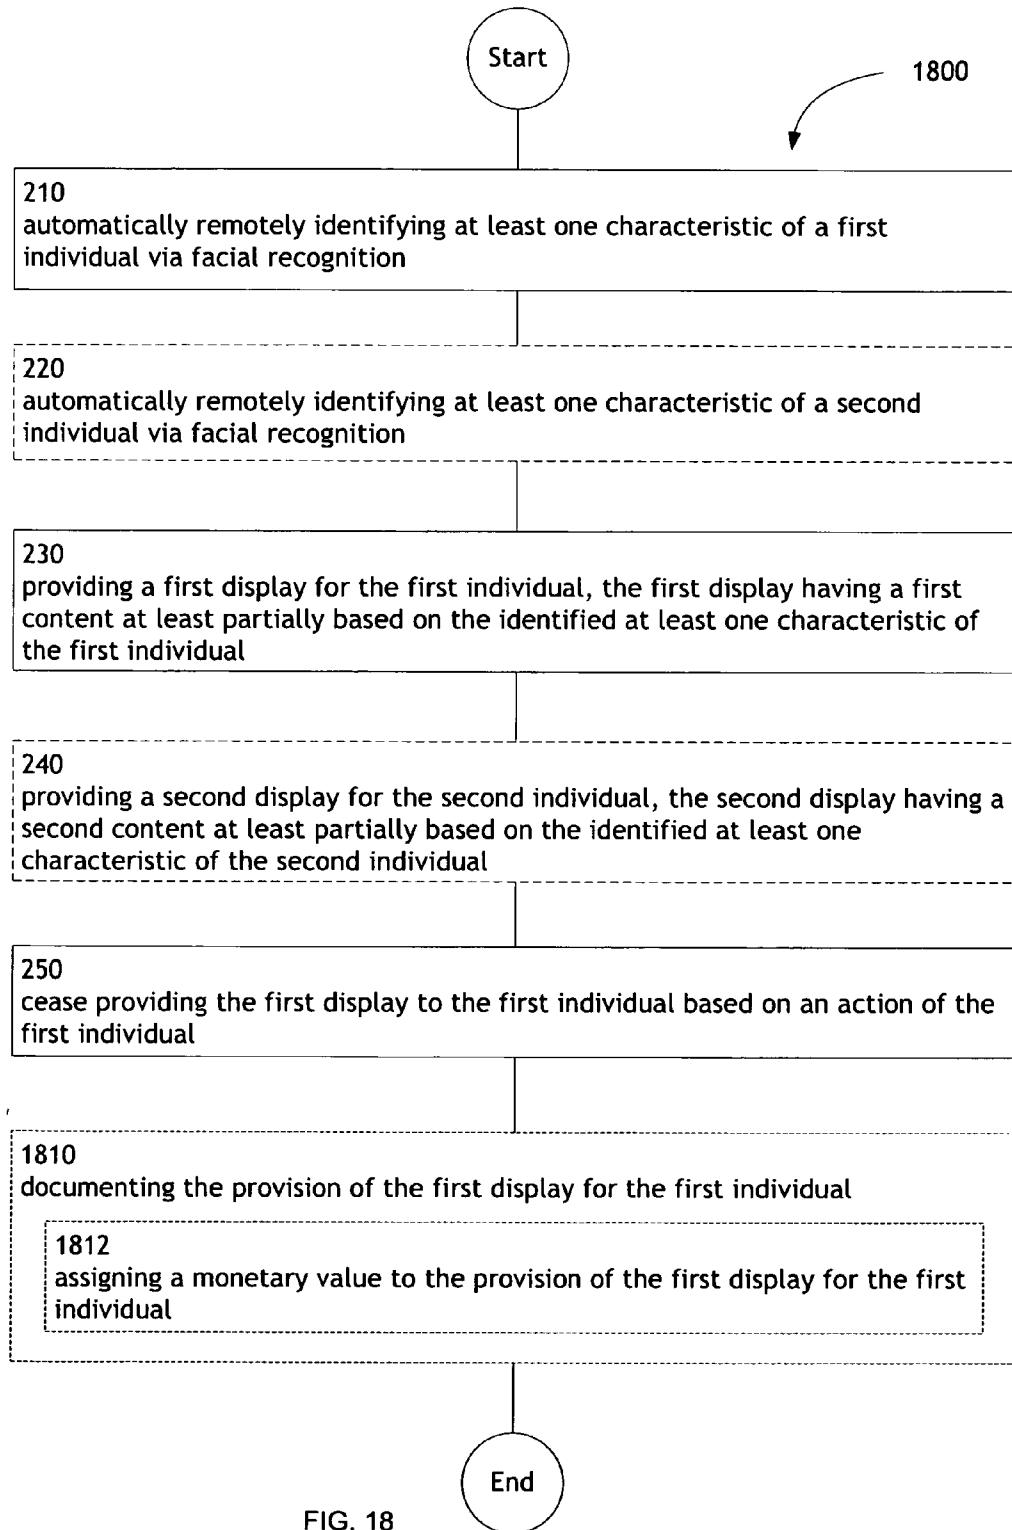 Start
1800
210
automatically remotely identifying at least one characteristic of a first
individual via facial recognition
220
automatically remotely identifying at least one characteristic of a second
individual via facial recognition
230
providing a first display for the first individual, the first display having a first
content at least partially based on the identified at least one characteristic of
the first individual
240
providing a second display for the second individual, the second display having a
second content at least partially based on the identified at least one
characteristic of the second individual
250
cease providing the first display to the first individual based on an action of the
first individual
1810
documenting the provision of the first display for the first individual
1812
assigning a monetary value to the provision of the first display for the first
individual
End
FIG. 18